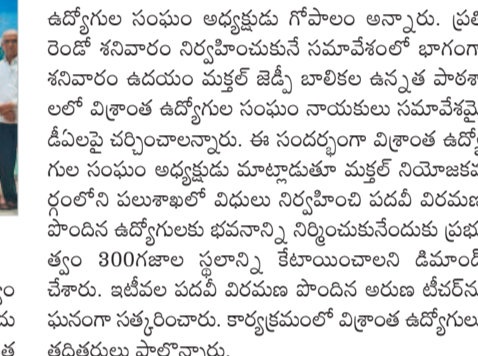 ఉద్యోగుల సంఘం అధ్యక్షుడు గోపాలం అన్నారు. ప్రతి
రెండో శనివారం నిర్వహించుకునే సమావేశంలో భాగంగా
శనివారం ఉదయం మక్తల్ జెడ్పీ బాలికల ఉన్నత పాఠశా
లలో విశ్రాంత ఉద్యోగుల సంఘం నాయకులు సమావేశమై
డీఏలపై చర్చించాలన్నారు. ఈ సందర్భంగా విశ్రాంత ఉద్యో
గుల సంఘం అధ్యక్షుడు మాట్లాడుతూ మక్తల్ నియోజకవ
ర్గంలోని పలుశాఖలో విధులు నిర్వహించి పదవీ విరమణ
పొందిన ఉద్యోగులకు భవనాన్ని నిర్మించుకునేందుకు ప్రభు
త్వం 300గజాల స్థలాన్ని కేటాయించాలని డిమాండ్
చేశారు. ఇటీవల పదవీ విరమణ పొందిన అరుణ టీచర్‌ను
ఘనంగా సత్కరించారు. కార్యక్రమంలో విశ్రాంత ఉద్యోగులు
తదితరులు పాల్గొన్నారు.